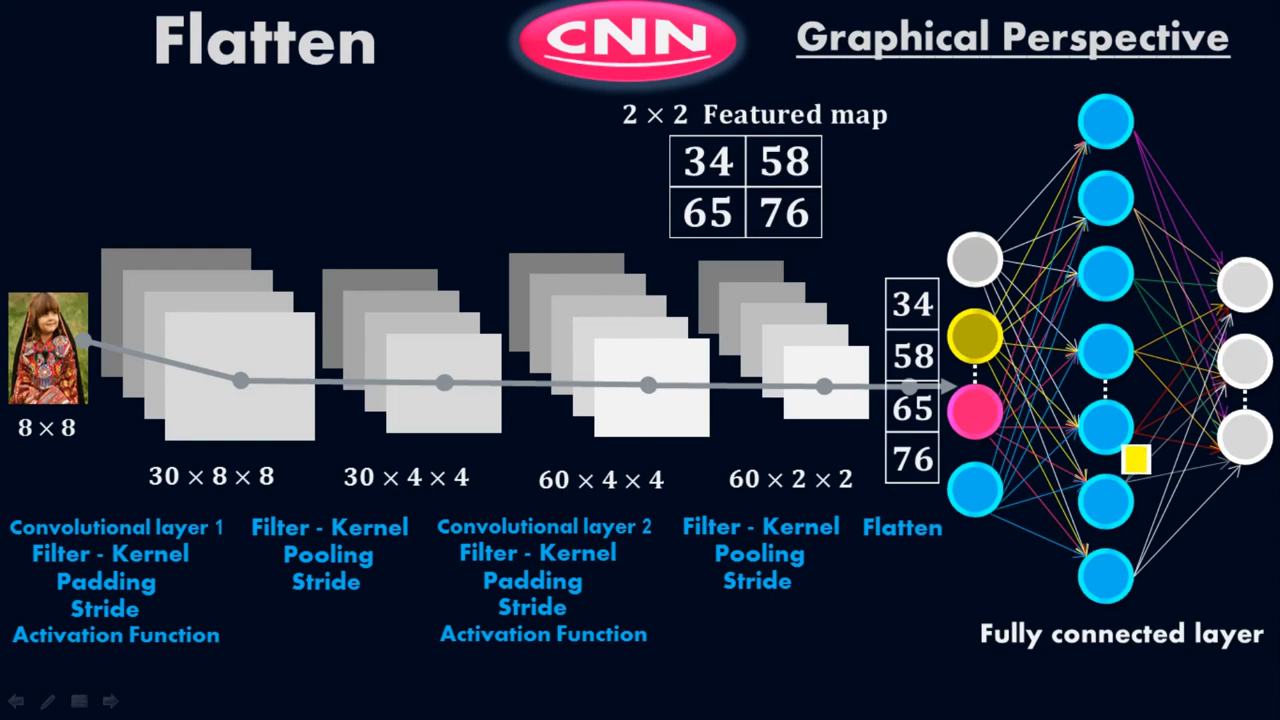 Flatten
CNN
Graphical Perspective
2 × 2 Featured map
34 58
65 76
34
58
65
76
8 × 8
30 × 8 × 8
30 × 4 × 4
60 × 4 × 4
60 × 2 × 2
Convolutional layer 1
Filter - Kernel
Padding
Stride
Activation Function
Filter - Kernel
Pooling
Stride
Convolutional layer 2
Filter - Kernel
Padding
Stride
Activation Function
Filter - Kernel
Pooling
Stride
Flatten
Fully connected layer